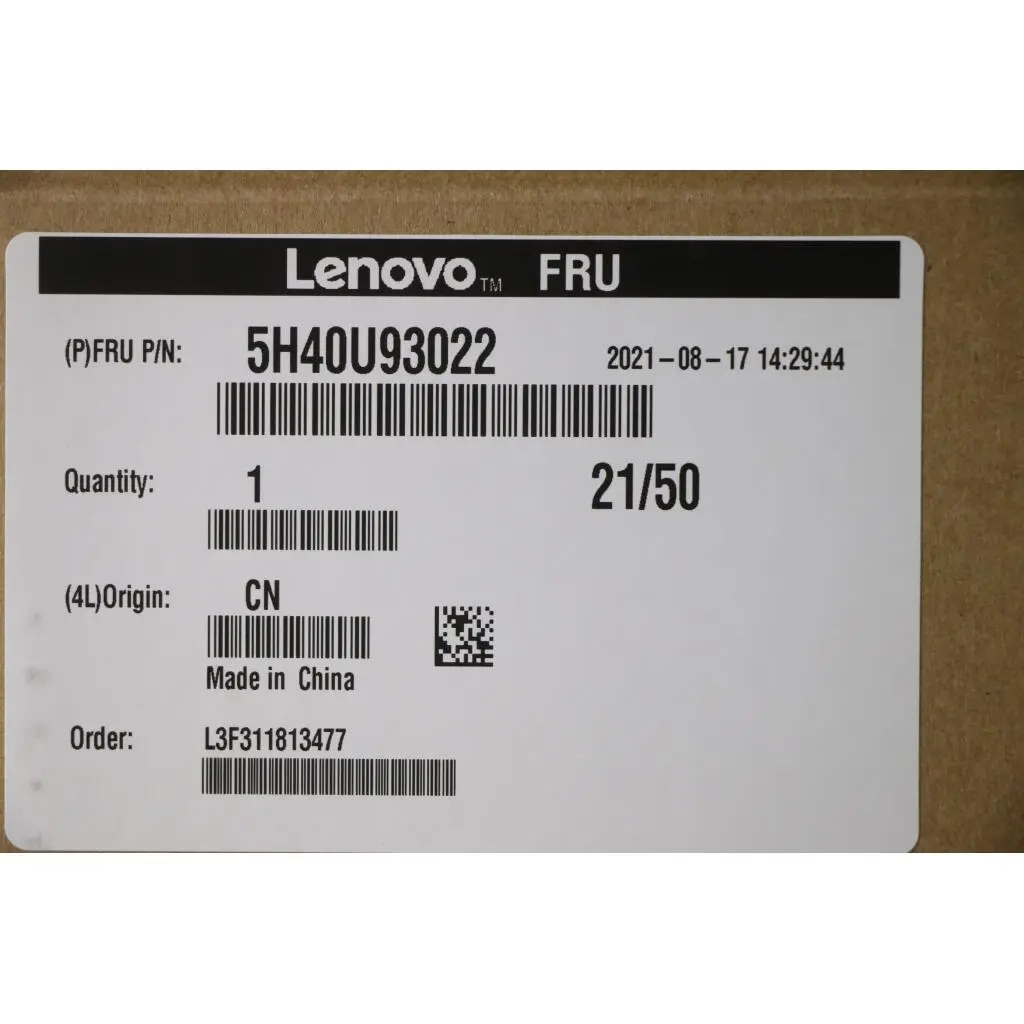 Lenovo™ FRU
(P)FRU P/N: 5H40U93022 2021-08-17 14:29:44
Quantity: 1 21/50
(4L)Origin: CN
Made in China
Order: L3F311813477